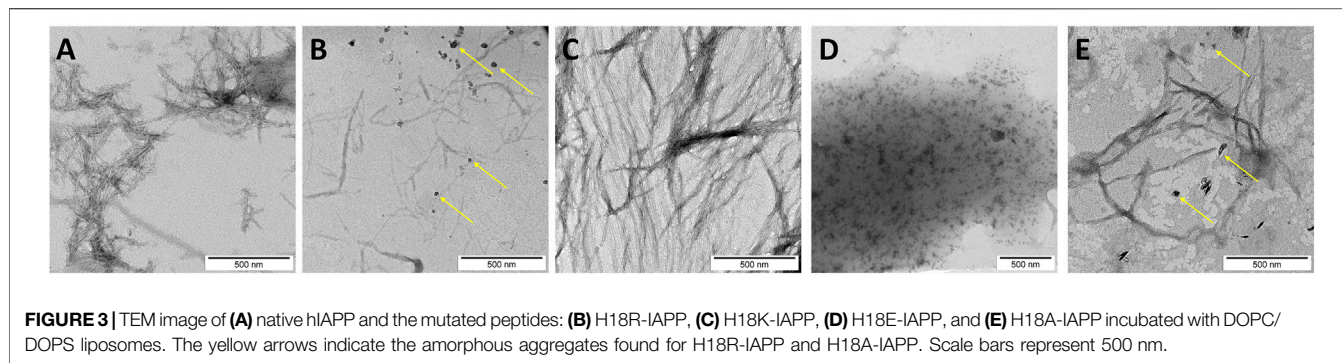 A B C D E
500 nm 500 nm 500 nm 500 nm 500 nm
FIGURE 3 | TEM image of (A) native hIAPP and the mutated peptides: (B) H18R-IAPP, (C) H18K-IAPP, (D) H18E-IAPP, and (E) H18A-IAPP incubated with DOPC/
DOPS liposomes. The yellow arrows indicate the amorphous aggregates found for H18R-IAPP and H18A-IAPP. Scale bars represent 500 nm.